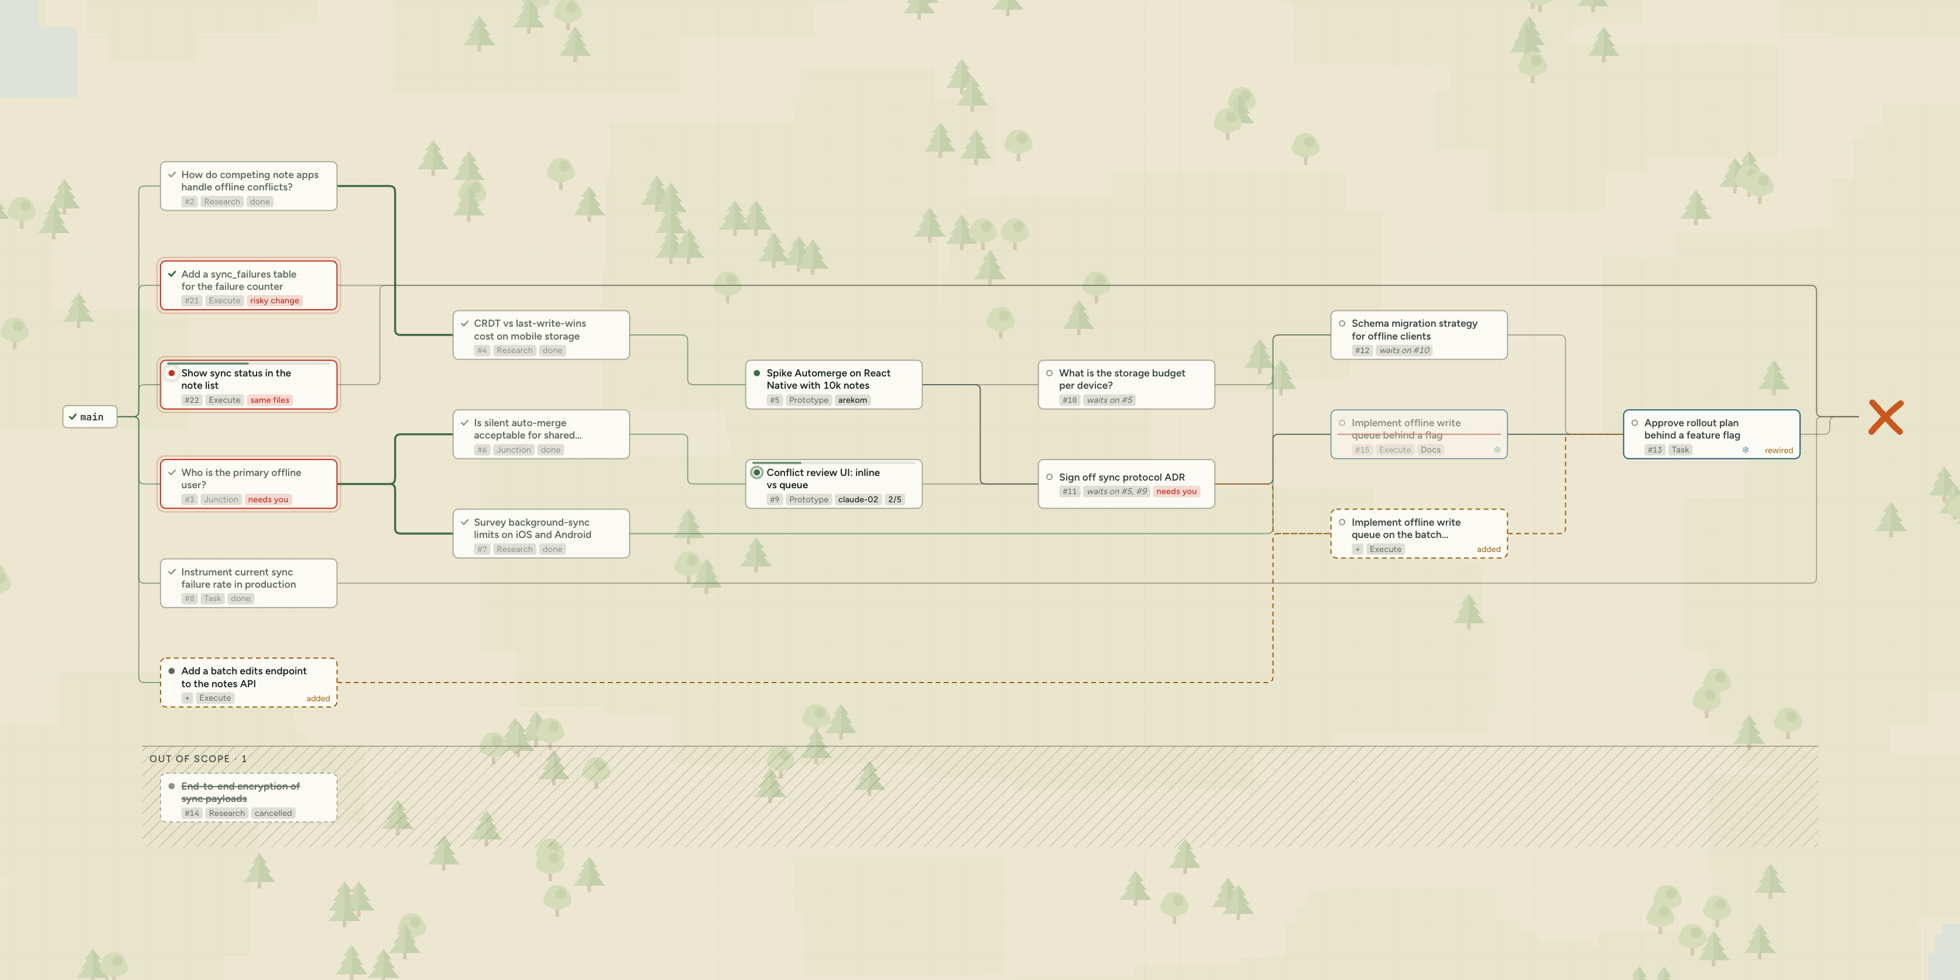 How do competing note apps
handle offline conflicts?
#2 Research done
Add a sync_failures table
for the failure counter
#21 Execute risky change
Show sync status in the
note list
#22 Execute same files
main
Who is the primary offline
user?
#3 Junction needs you
Instrument current sync
failure rate in production
#8 Task done
Add a batch edits endpoint
to the notes API
+ Execute added
CRDT vs last-write-wins
cost on mobile storage
#4 Research done
Is silent auto-merge
acceptable for shared...
#6 Junction done
Survey background-sync
limits on iOS and Android
#7 Research done
Spike Automerge on React
Native with 10k notes
#5 Prototype arekom
Conflict review UI: inline
vs queue
#9 Prototype claude-02 2/5
What is the storage budget
per device?
#10 waits on #5
Sign off sync protocol ADR
#11 waits on #5, #9 needs you
Schema migration strategy
for offline clients
#12 waits on #10
Implement offline write
queue behind a flag
#15 Execute Docs
Implement offline write
queue on the batch...
+ Execute added
Approve rollout plan
behind a feature flag
#13 Task rewired
OUT OF SCOPE · 1
End-to-end encryption of
sync payloads
#14 Research cancelled